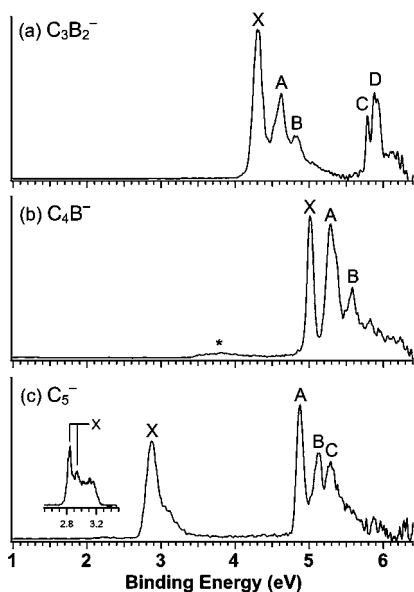 (a) C₃B₂⁻
X
A
B
C
D
(b) C₄B⁻
X
A
B
*
(c) C₅⁻
X
2.8 3.2
X
A
B
C
1 2 3 4 5 6
Binding Energy (eV)